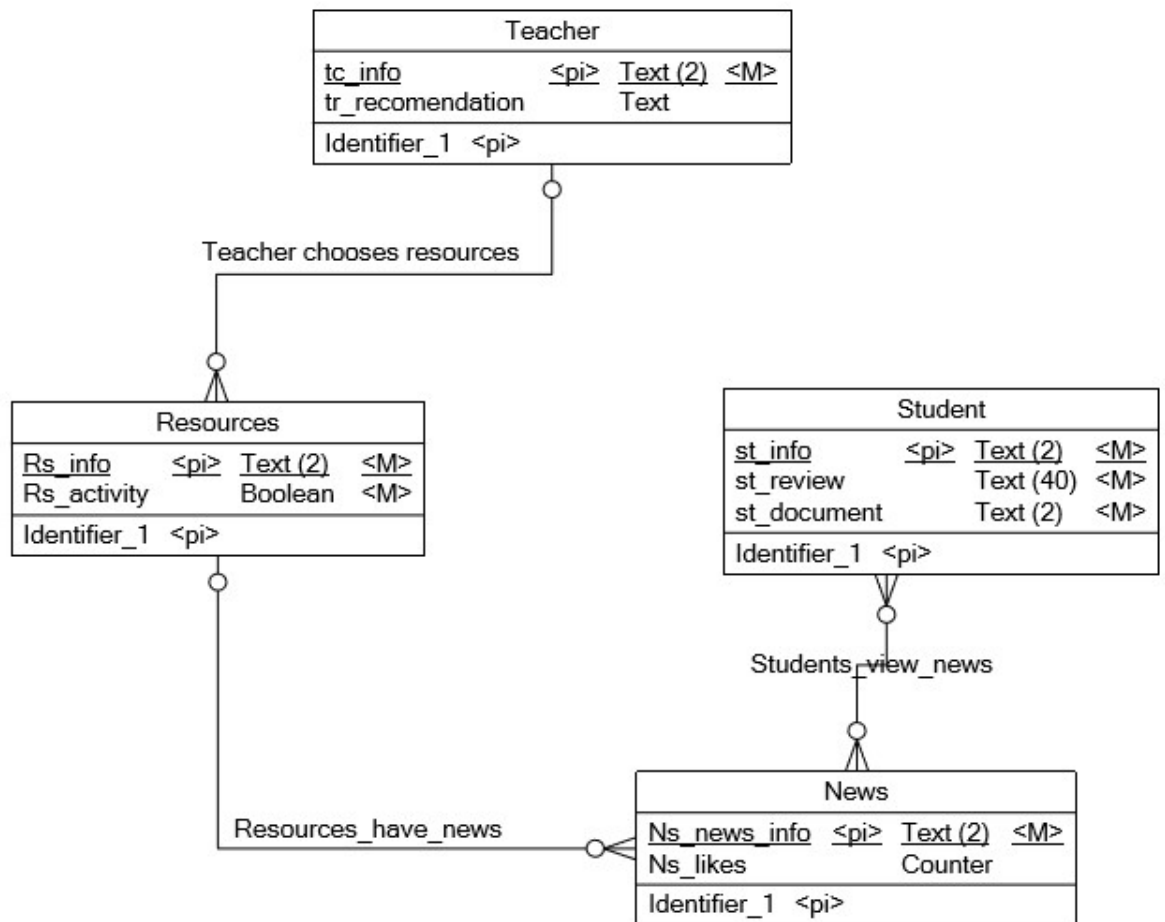 Teacher
tc_info <pi> Text (2) <M>
tr_recomendation Text
Identifier_1 <pi>
Teacher chooses resources
Resources
Rs_info <pi> Text (2) <M>
Rs_activity Boolean <M>
Identifier_1 <pi>
Student
st_info <pi> Text (2) <M>
st_review Text (40) <M>
st_document Text (2) <M>
Identifier_1 <pi>
Students_view_news
Resources_have_news
News
Ns_news_info <pi> Text (2) <M>
Ns_likes Counter
Identifier_1 <pi>